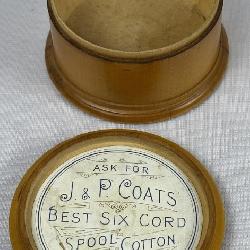 ASK FOR
J & P COATS'
BEST SIX CORD
SPOOL COTTON